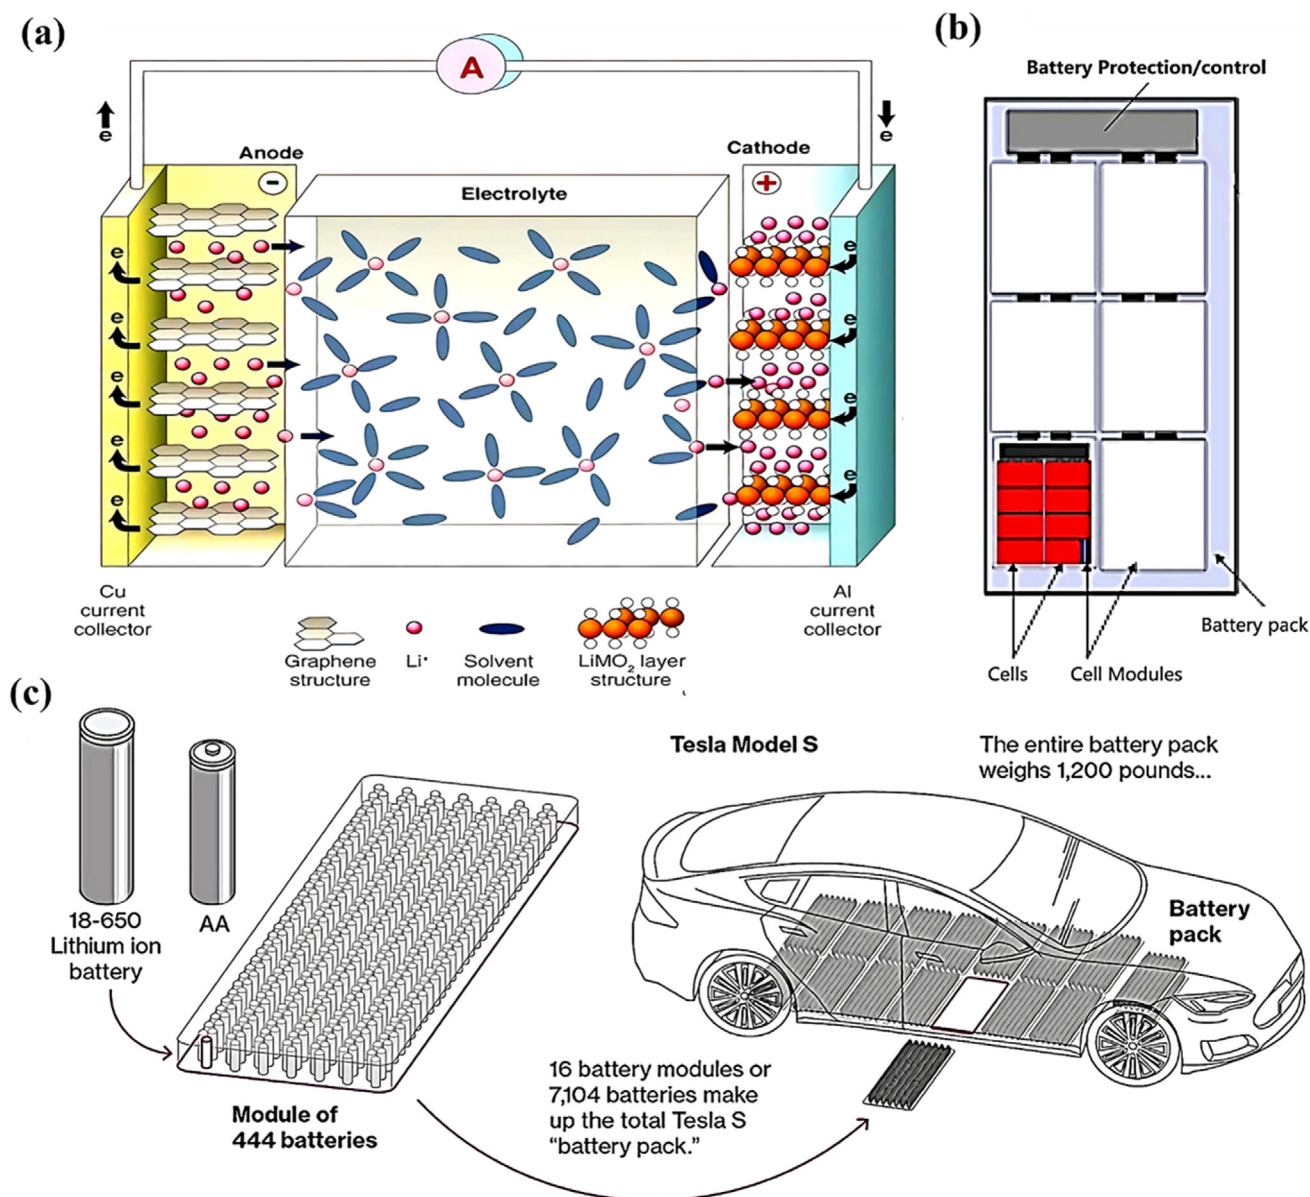 (a)
A
e
e
Anode
Cathode
-
+
Electrolyte
e
e
e
e
e
e
e
e
e
Cu
current
collector
Al
current
collector
Graphene
structure
Li+
Solvent
molecule
LiMO₂ layer
structure
(b)
Battery Protection/control
Battery pack
Cells
Cell Modules
(c)
18-650
Lithium ion
battery
AA
Module of
444 batteries
Tesla Model S
The entire battery pack
weighs 1,200 pounds...
Battery
pack
16 battery modules or
7,104 batteries make
up the total Tesla S
“battery pack.”